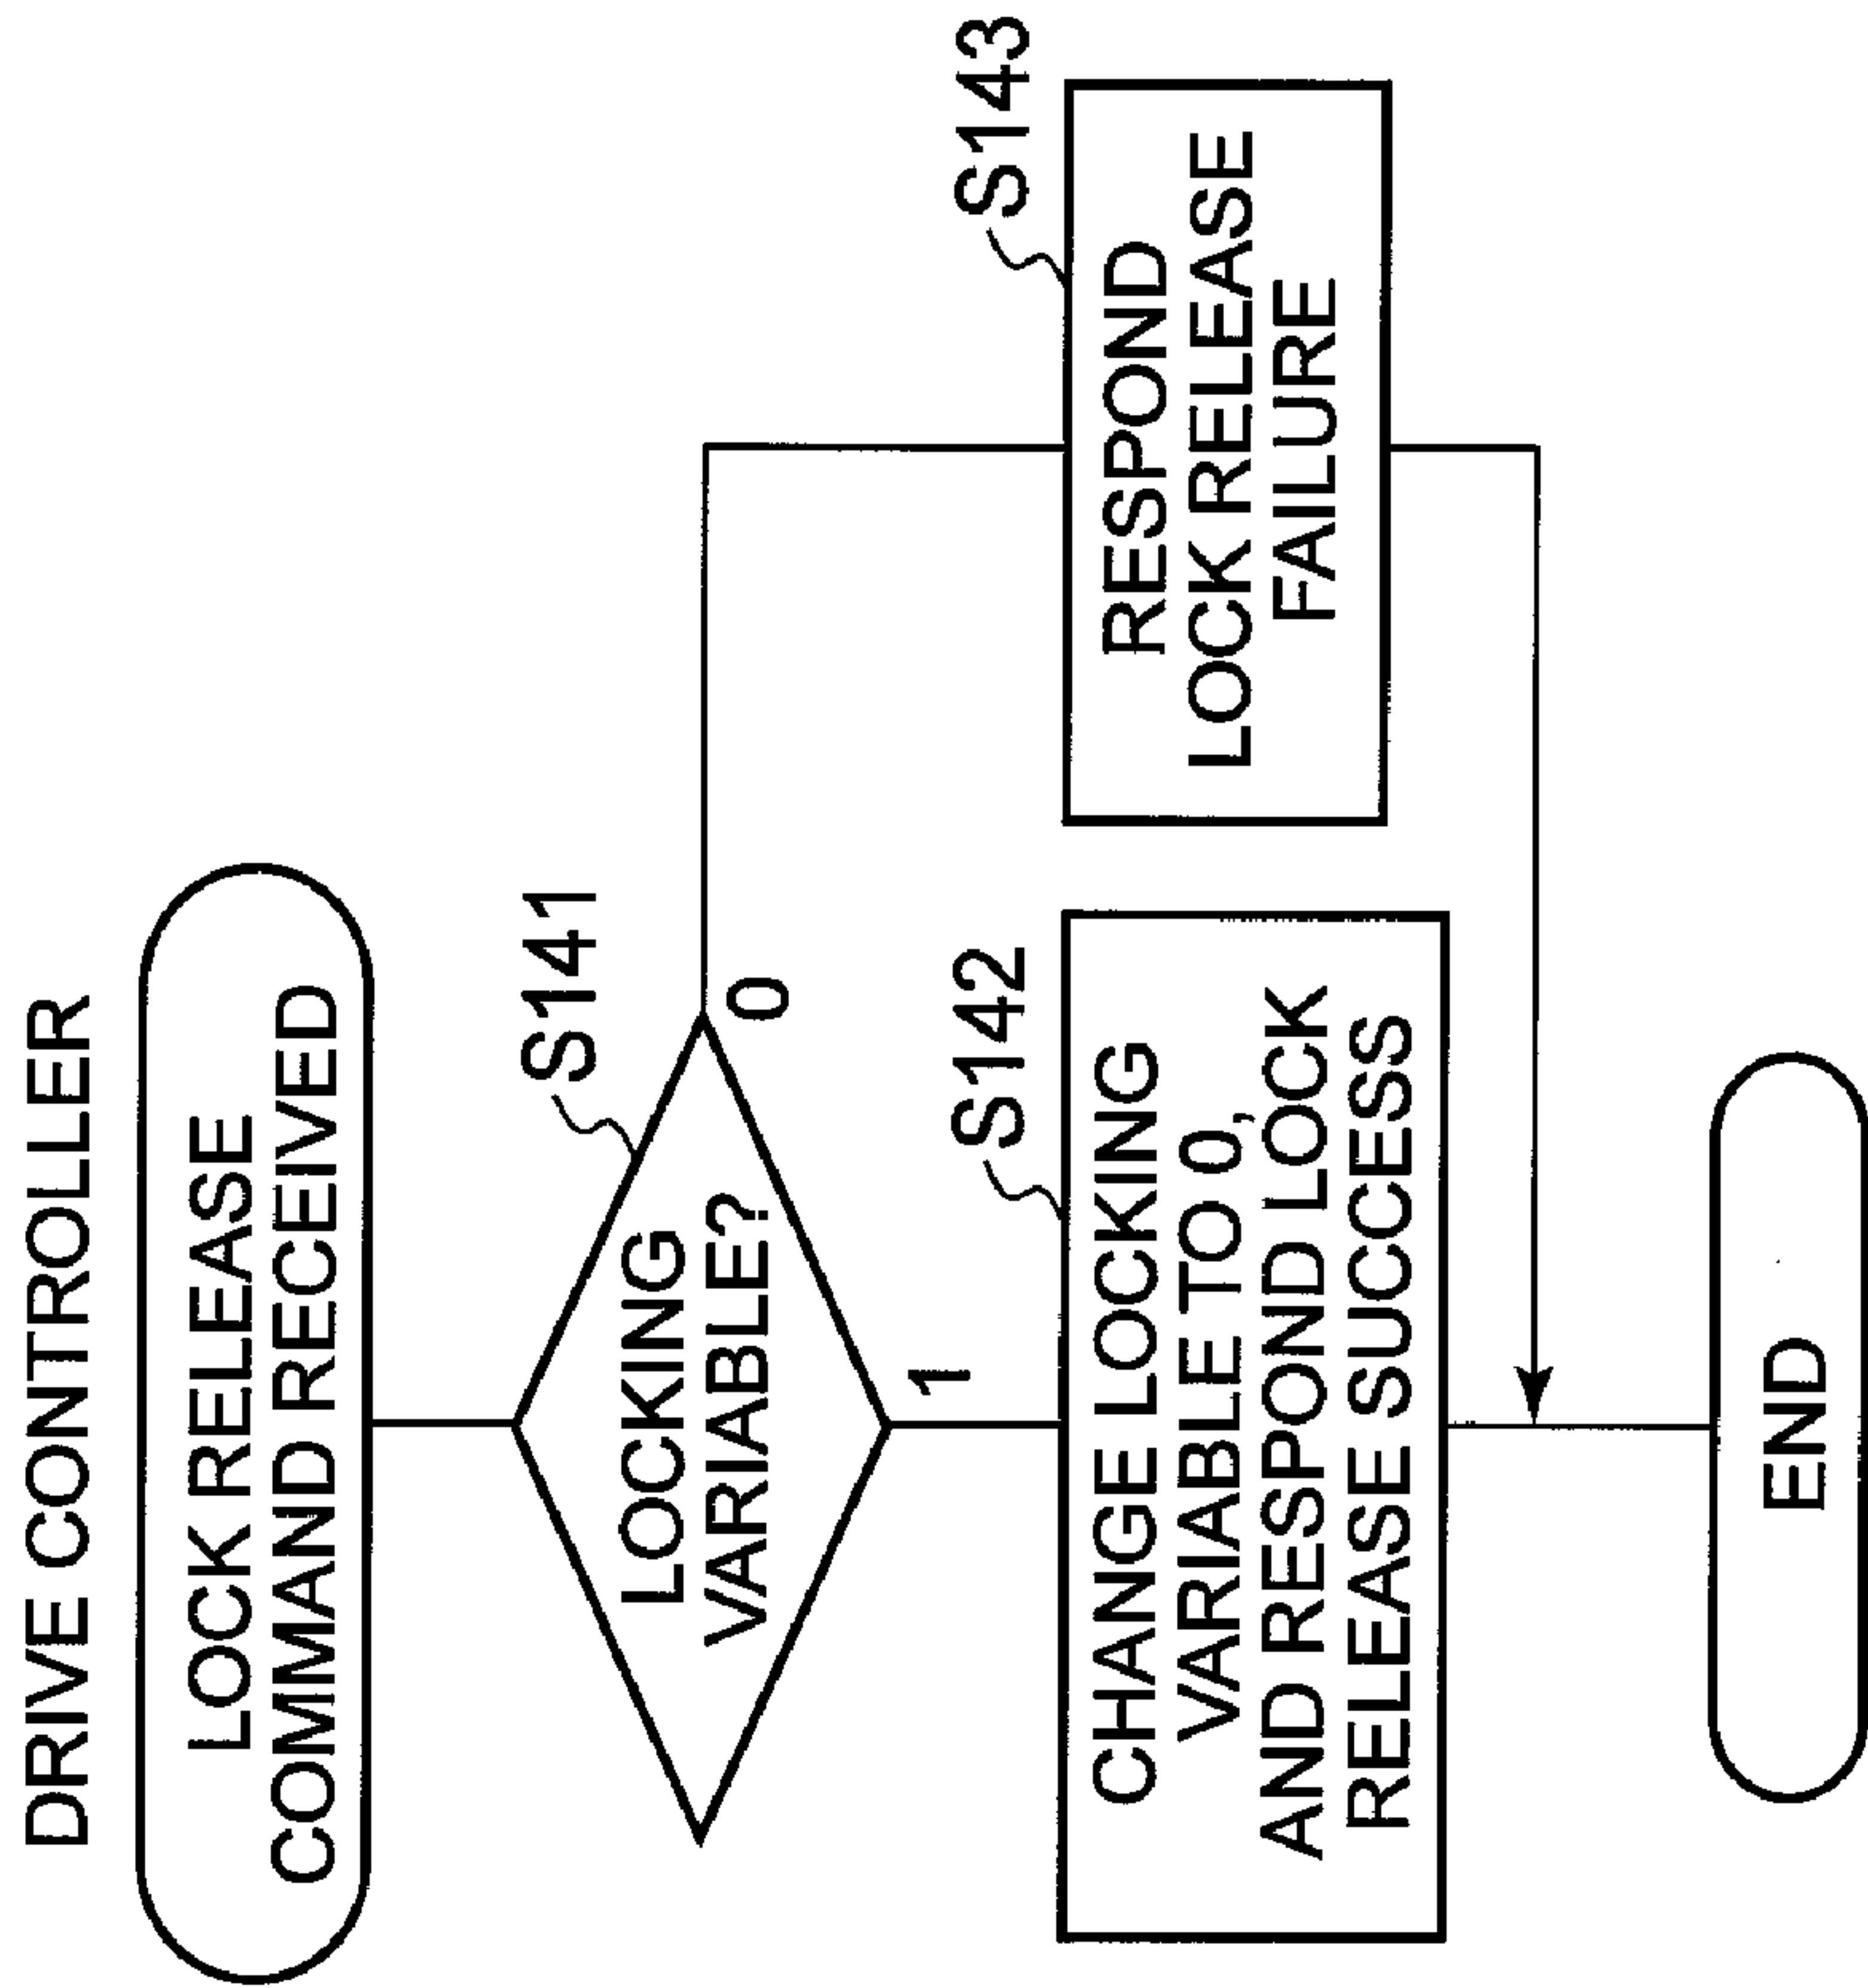 DRIVE CONTROLLER
LOCK RELEASE
COMMAND RECEIVED
S141
LOCKING
VARIABLE?
0
1
S142
CHANGE LOCKING
VARIABLE TO 0,
AND RESPOND LOCK
RELEASE SUCCESS
S143
RESPOND
LOCK RELEASE
FAILURE
END